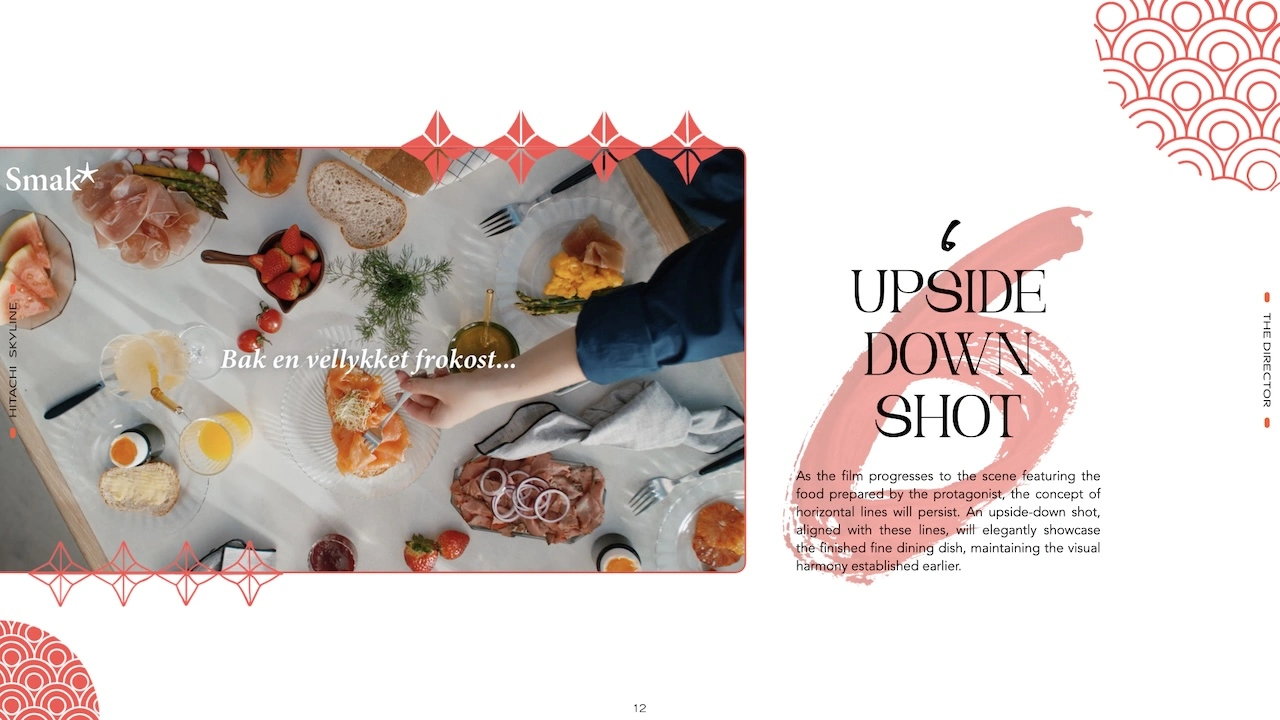 Smak*
HITACHI SKYLINE
Bak en vellykket frokost...
6
UPSIDE
DOWN
SHOT
As the film progresses to the scene featuring the
food prepared by the protagonist, the concept of
horizontal lines will persist. An upside-down shot,
aligned with these lines, will elegantly showcase
the finished fine dining dish, maintaining the visual
harmony established earlier.
THE DIRECTOR
12